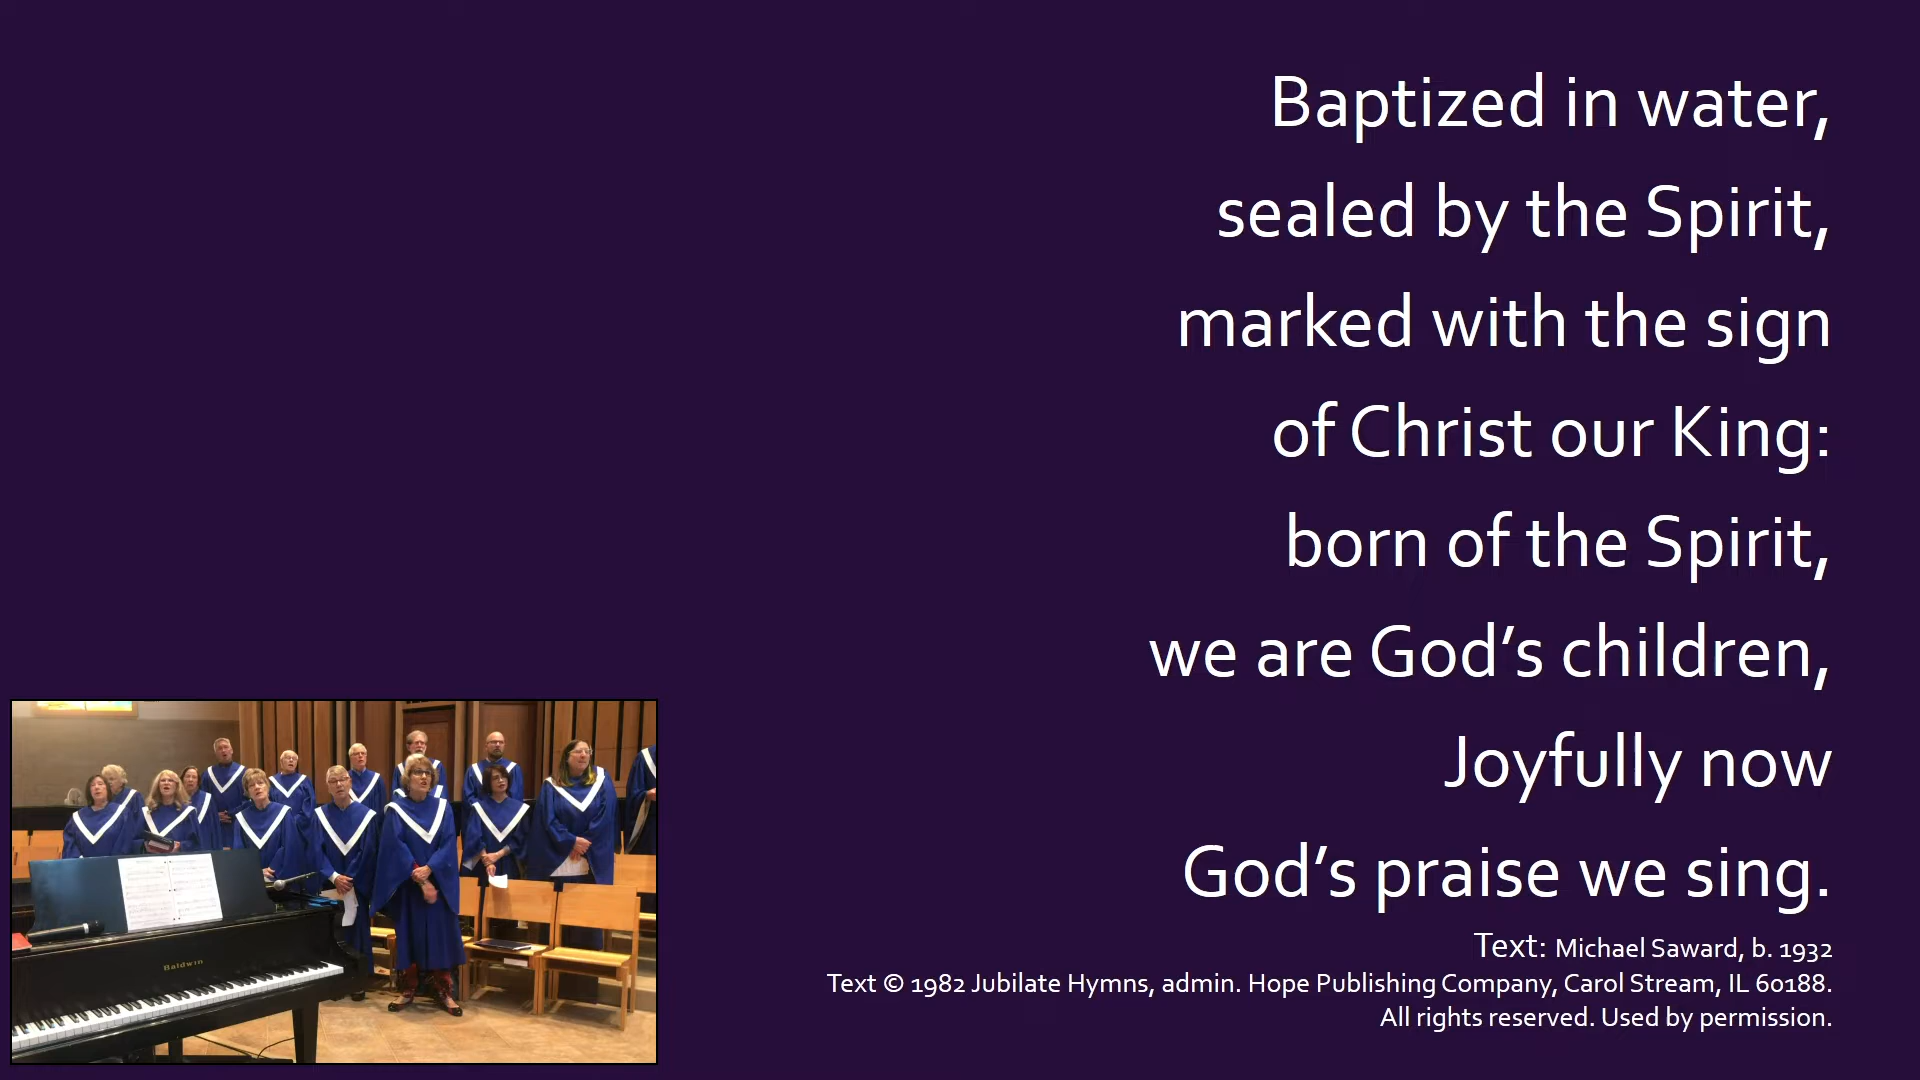 Baptized in water,
sealed by the Spirit,
marked with the sign
of Christ our King:
born of the Spirit,
we are God’s children,
Joyfully now
God’s praise we sing.
Text: Michael Saward, b. 1932
Text © 1982 Jubilate Hymns, admin. Hope Publishing Company, Carol Stream, IL 60188.
All rights reserved. Used by permission.
Baldwin